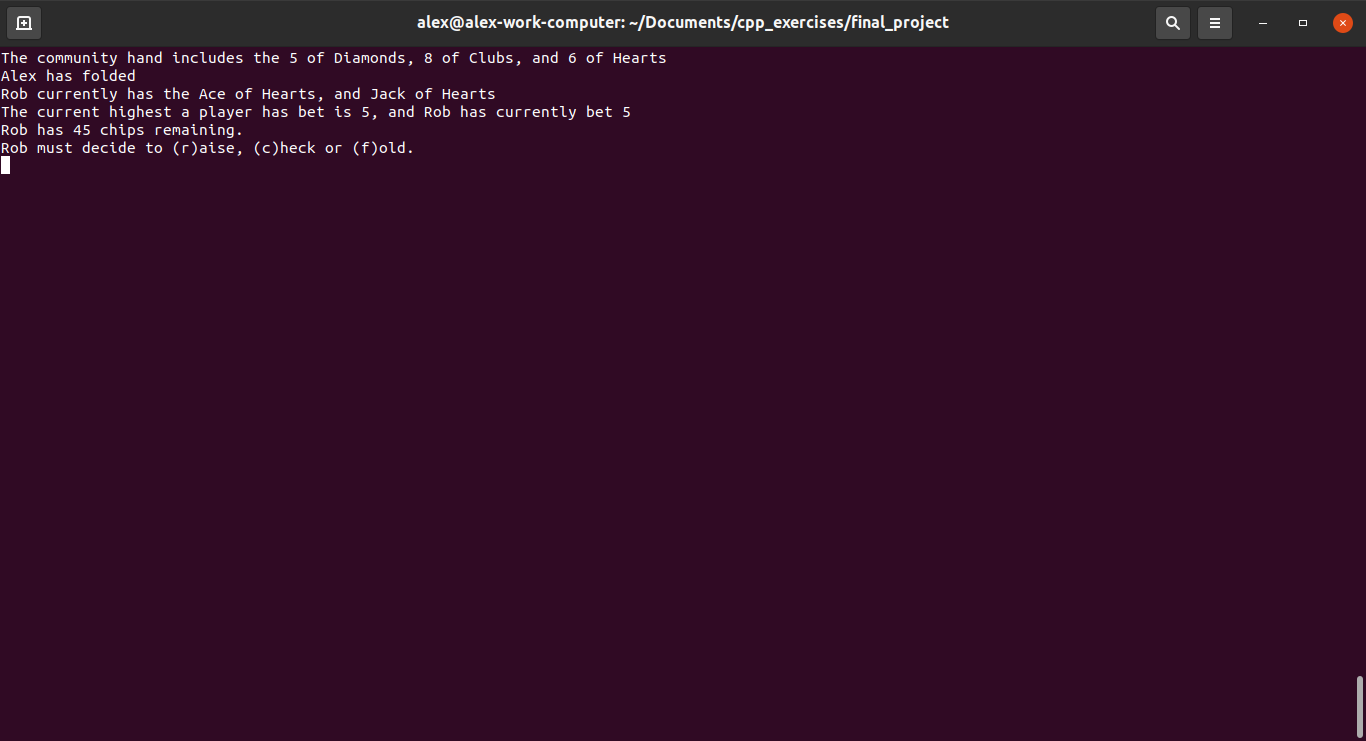 alex@alex-work-computer: ~/Documents/cpp_exercises/final_project
The community hand includes the 5 of Diamonds, 8 of Clubs, and 6 of Hearts
Alex has folded
Rob currently has the Ace of Hearts, and Jack of Hearts
The current highest a player has bet is 5, and Rob has currently bet 5
Rob has 45 chips remaining.
Rob must decide to (r)aise, (c)heck or (f)old.